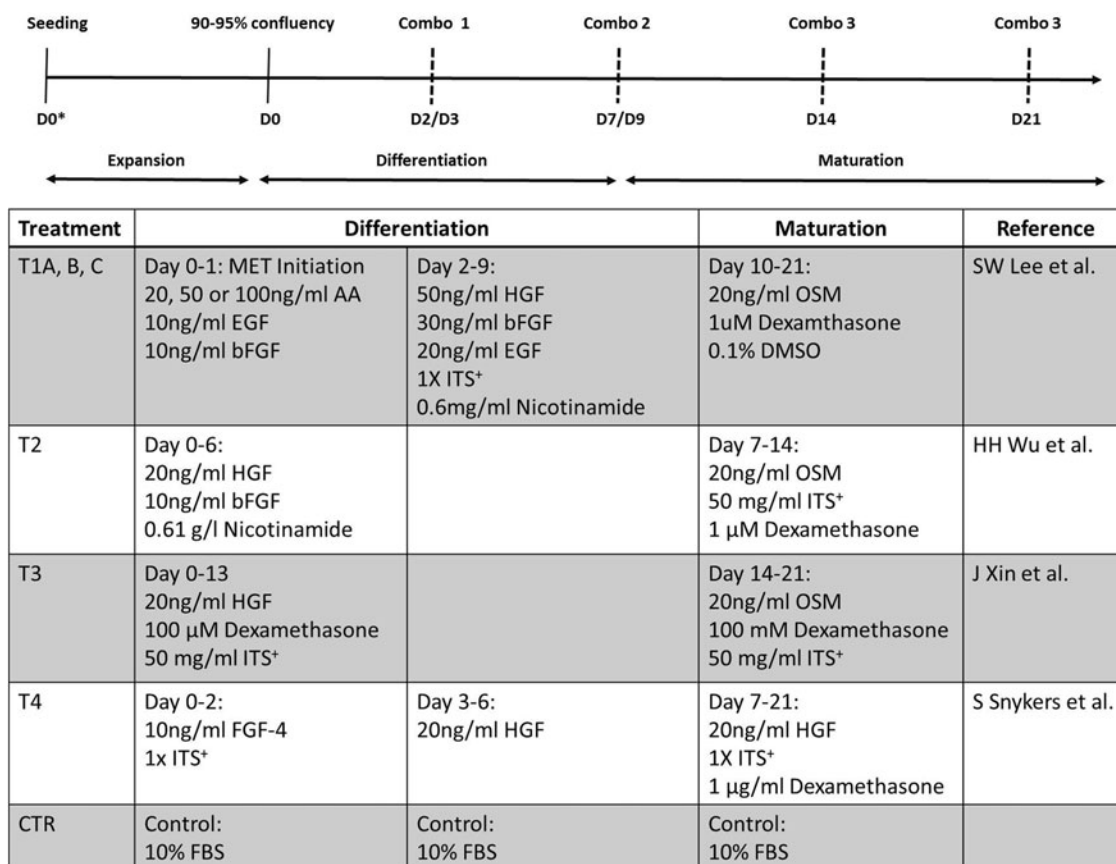 Seeding 90-95% confluency Combo 1 Combo 2 Combo 3 Combo 3
D0* D0 D2/D3 D7/D9 D14 D21
Expansion Differentiation Maturation
Treatment Differentiation Maturation Reference
T1A, B, C
Day 0-1: MET Initiation
20, 50 or 100ng/ml AA
10ng/ml EGF
10ng/ml bFGF
Day 2-9:
50ng/ml HGF
30ng/ml bFGF
20ng/ml EGF
1X ITS⁺
0.6mg/ml Nicotinamide
Day 10-21:
20ng/ml OSM
1uM Dexamthasone
0.1% DMSO
SW Lee et al.
T2
Day 0-6:
20ng/ml HGF
10ng/ml bFGF
0.61 g/l Nicotinamide
Day 7-14:
20ng/ml OSM
50 mg/ml ITS⁺
1 µM Dexamethasone
HH Wu et al.
T3
Day 0-13
20ng/ml HGF
100 µM Dexamethasone
50 mg/ml ITS⁺
Day 14-21:
20ng/ml OSM
100 mM Dexamethasone
50 mg/ml ITS⁺
J Xin et al.
T4
Day 0-2:
10ng/ml FGF-4
1x ITS⁺
Day 3-6:
20ng/ml HGF
Day 7-21:
20ng/ml HGF
1X ITS⁺
1 µg/ml Dexamethasone
S Snykers et al.
CTR
Control:
10% FBS
Control:
10% FBS
Control:
10% FBS